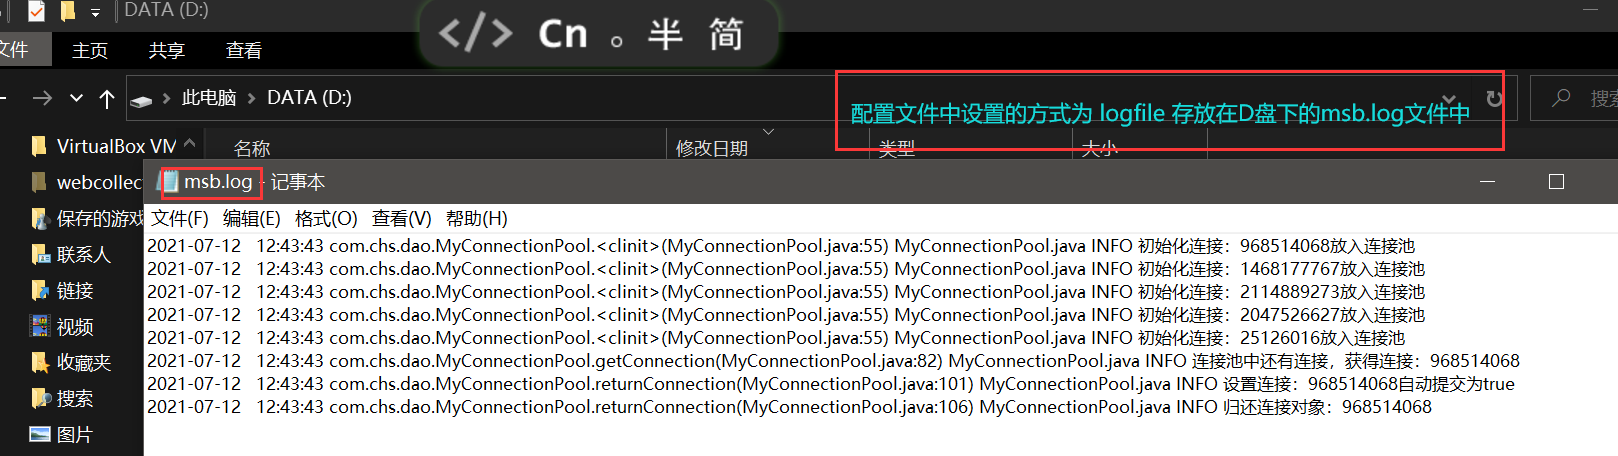 DATA (D:)
</> Cn 。半 简
文件 主页 共享 查看
此电脑 DATA (D:)
配置文件中设置的方式为 logfile 存放在D盘下的msb.log文件中
搜索
VirtualBox VM
名称 修改日期 类型 大小
webcollect
msb.log - 记事本
保存的游戏
文件(F) 编辑(E) 格式(O) 查看(V) 帮助(H)
2021-07-12 12:43:43 com.chs.dao.MyConnectionPool.<clinit>(MyConnectionPool.java:55) MyConnectionPool.java INFO 初始化连接：968514068放入连接池
2021-07-12 12:43:43 com.chs.dao.MyConnectionPool.<clinit>(MyConnectionPool.java:55) MyConnectionPool.java INFO 初始化连接：1468177767放入连接池
2021-07-12 12:43:43 com.chs.dao.MyConnectionPool.<clinit>(MyConnectionPool.java:55) MyConnectionPool.java INFO 初始化连接：2114889273放入连接池
2021-07-12 12:43:43 com.chs.dao.MyConnectionPool.<clinit>(MyConnectionPool.java:55) MyConnectionPool.java INFO 初始化连接：2047526627放入连接池
2021-07-12 12:43:43 com.chs.dao.MyConnectionPool.<clinit>(MyConnectionPool.java:55) MyConnectionPool.java INFO 初始化连接：25126016放入连接池
2021-07-12 12:43:43 com.chs.dao.MyConnectionPool.getConnection(MyConnectionPool.java:82) MyConnectionPool.java INFO 连接池中还有连接，获得连接：968514068
2021-07-12 12:43:43 com.chs.dao.MyConnectionPool.returnConnection(MyConnectionPool.java:101) MyConnectionPool.java INFO 设置连接：968514068自动提交为true
2021-07-12 12:43:43 com.chs.dao.MyConnectionPool.returnConnection(MyConnectionPool.java:106) MyConnectionPool.java INFO 归还连接对象：968514068
联系人
链接
视频
收藏夹
搜索
图片